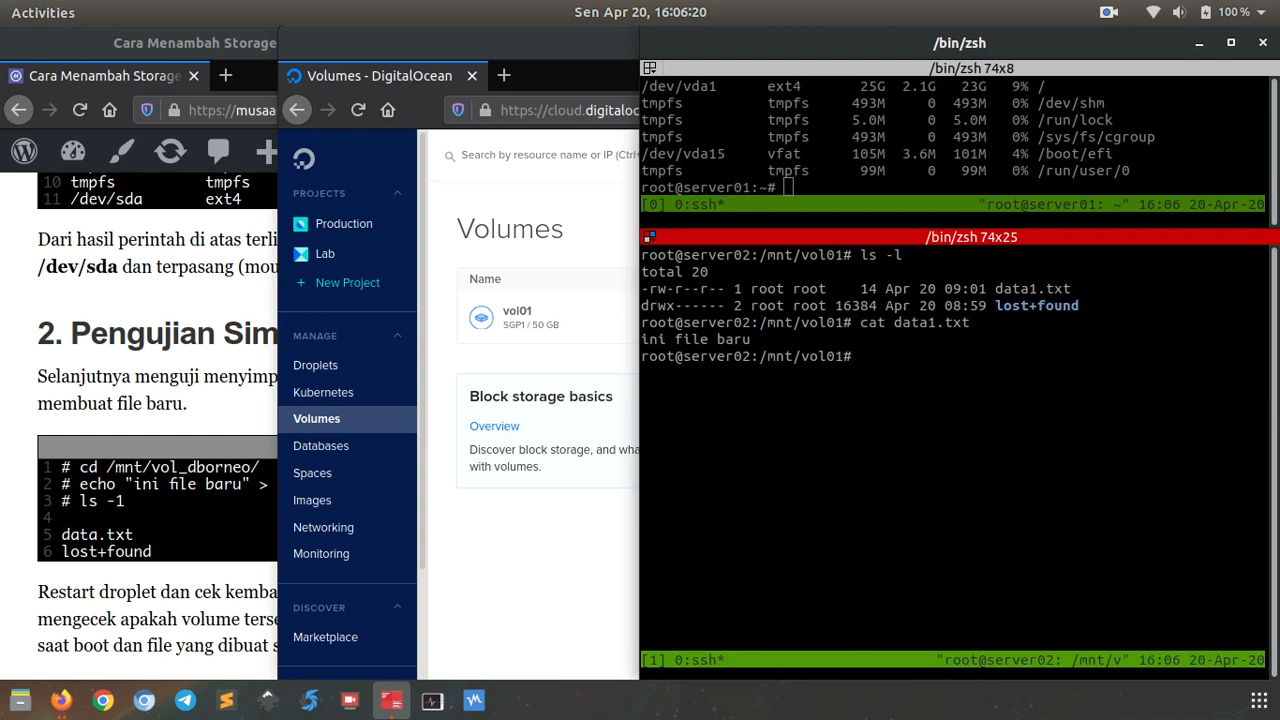 Activities
Sen Apr 20, 16:06:20
100 %
Cara Menambah Storage
Cara Menambah Storage
https://musaa
10 tmpfs tmpfs
11 /dev/sda ext4
Dari hasil perintah di atas terli
/dev/sda dan terpasang (mou
2. Pengujian Sim
Selanjutnya menguji menyimp
membuat file baru.
1 # cd /mnt/vol_dborneo/
2 # echo "ini file baru" >
3 # ls -1
4
5 data.txt
6 lost+found
Restart droplet dan cek kemba
mengecek apakah volume terse
saat boot dan file yang dibuat s
Volumes - DigitalOcean
https://cloud.digitaloc
PROJECTS
Production
Lab
+ New Project
MANAGE
Droplets
Kubernetes
Volumes
Databases
Spaces
Images
Networking
Monitoring
DISCOVER
Marketplace
Search by resource name or IP (Ctrl+
Volumes
Name
vol01
SGP1 / 50 GB
Block storage basics
Overview
Discover block storage, and wha
with volumes.
/bin/zsh
/bin/zsh 74x8
/dev/vda1 ext4 25G 2.1G 23G 9% /
tmpfs tmpfs 493M 0 493M 0% /dev/shm
tmpfs tmpfs 5.0M 0 5.0M 0% /run/lock
tmpfs tmpfs 493M 0 493M 0% /sys/fs/cgroup
/dev/vda15 vfat 105M 3.6M 101M 4% /boot/efi
tmpfs tmpfs 99M 0 99M 0% /run/user/0
root@server01:~#
[0] 0:ssh* "root@server01: ~" 16:06 20-Apr-20
/bin/zsh 74x25
root@server02:/mnt/vol01# ls -l
total 20
-rw-r--r-- 1 root root 14 Apr 20 09:01 data1.txt
drwx------ 2 root root 16384 Apr 20 08:59 lost+found
root@server02:/mnt/vol01# cat data1.txt
ini file baru
root@server02:/mnt/vol01#
[1] 0:ssh* "root@server02: /mnt/v" 16:06 20-Apr-20